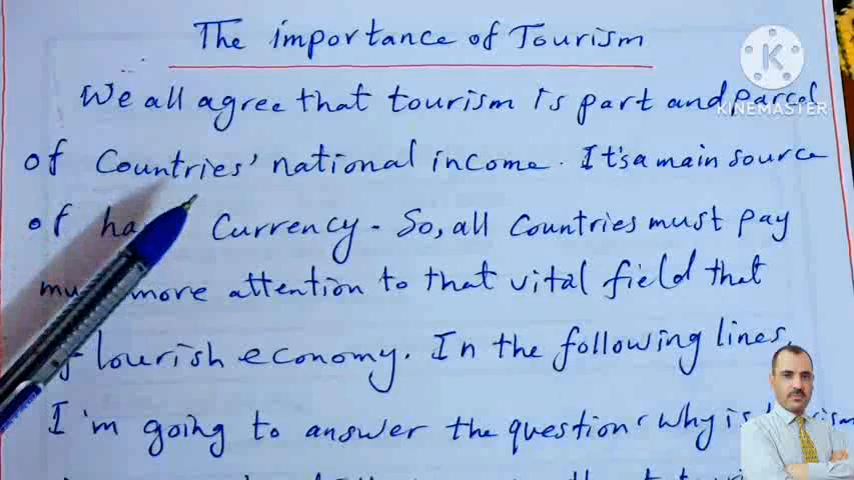 The importance of Tourism
We all agree that tourism is part and parcel
of Countries' national income. It's a main source
of Currency. So, all Countries must pay
more attention to that vital field that
flourish economy. In the following lines
I'm going to answer the question "why is tourism
K
KINEMASTER